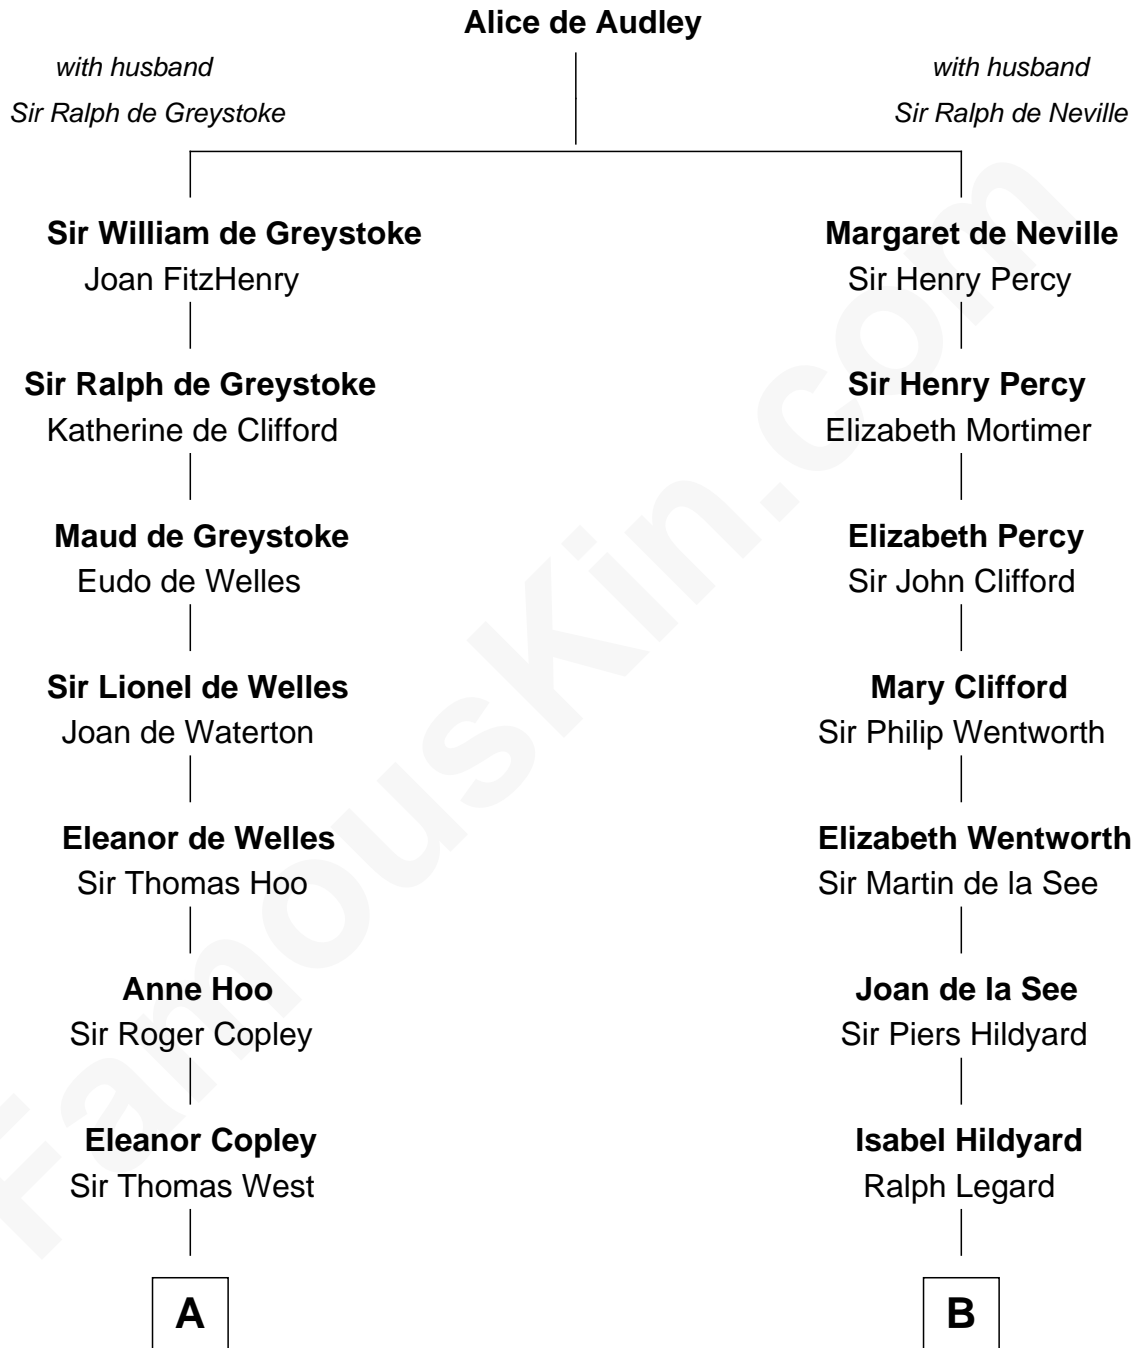 Alice de Audley
with husband
Sir Ralph de Greystoke
with husband
Sir Ralph de Neville
Sir William de Greystoke
Joan FitzHenry
Margaret de Neville
Sir Henry Percy
Sir Ralph de Greystoke
Katherine de Clifford
Sir Henry Percy
Elizabeth Mortimer
Maud de Greystoke
Eudo de Welles
Elizabeth Percy
Sir John Clifford
Sir Lionel de Welles
Joan de Waterton
Mary Clifford
Sir Philip Wentworth
Eleanor de Welles
Sir Thomas Hoo
Elizabeth Wentworth
Sir Martin de la See
Anne Hoo
Sir Roger Copley
Joan de la See
Sir Piers Hildyard
Eleanor Copley
Sir Thomas West
Isabel Hildyard
Ralph Legard
A
B
FamousKin.com